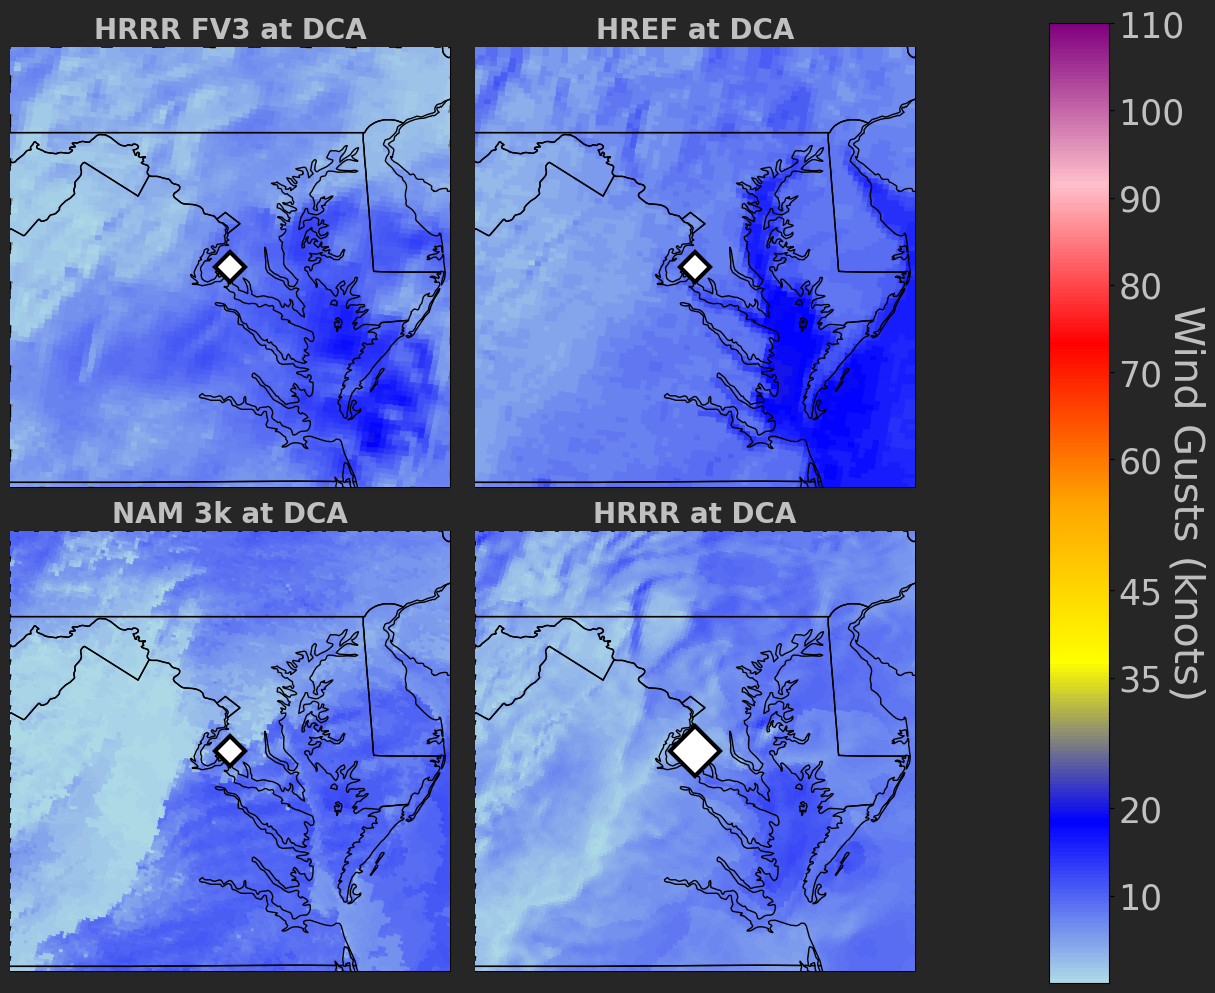 HRRR FV3 at DCA
HREF at DCA
NAM 3k at DCA
HRRR at DCA
110
100
90
80
70
60
45
35
20
10
Wind Gusts (knots)